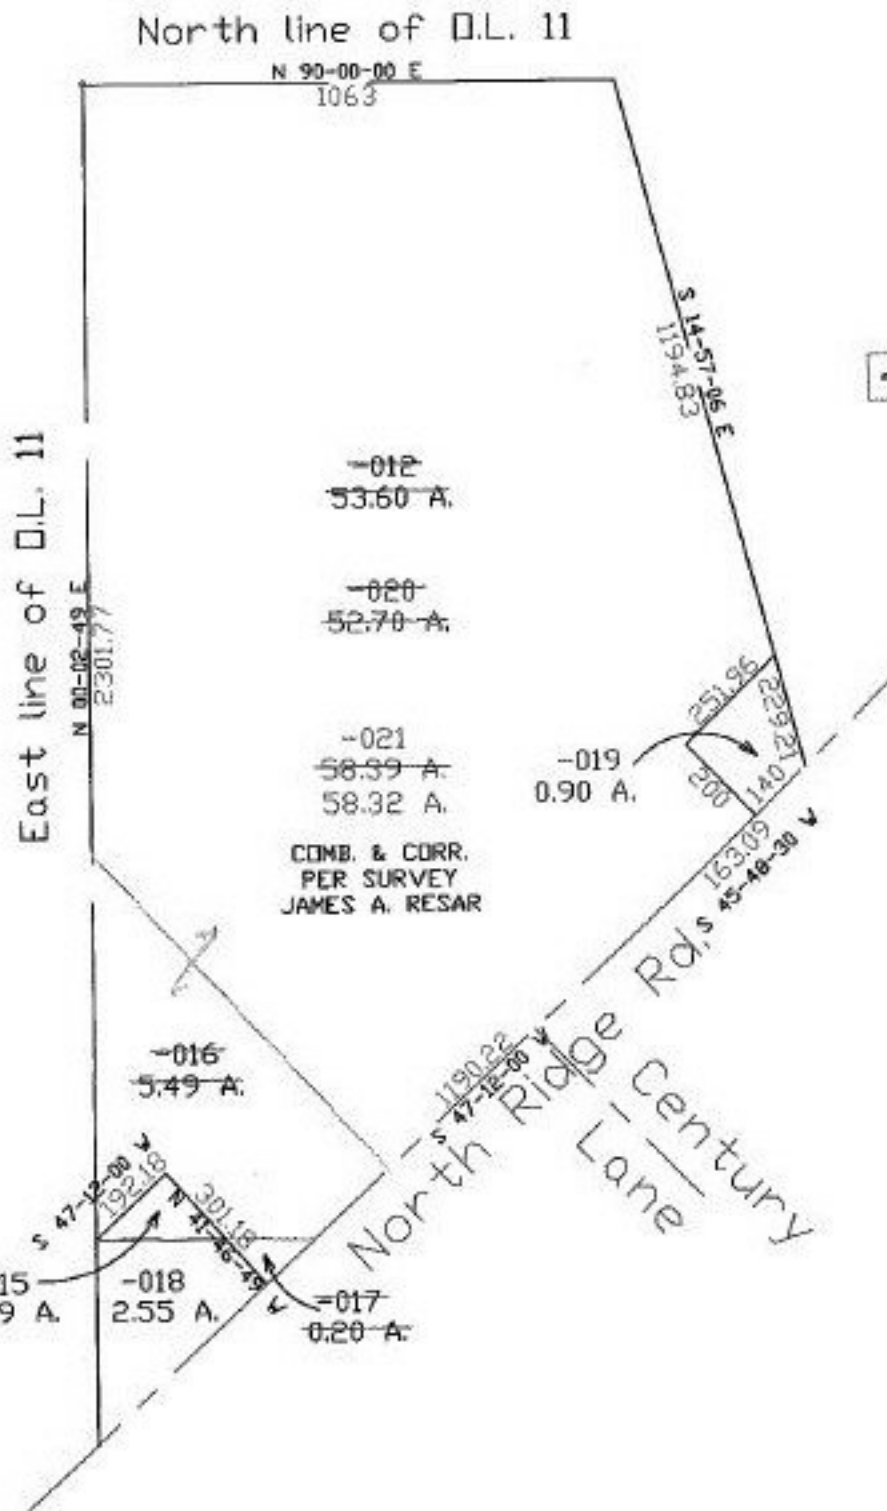 North line of O.L. 11
N 90-00-00 E
1063
S 14-57-06 E
1194.83
East line of O.L. 11
N 00-02-49 E
2301.77
-012
53.60 A.
-020
52.70 A.
-021
58.39 A.
58.32 A.
COMB. & CORR.
PER SURVEY
JAMES A. RESAR
-019
0.90 A.
251.96
229.27
200
140
163.09
S 45-48-30 W
North Ridge Rd.
1190.22
S 47-12-00 W
Century
Lane
-016
5.49 A.
S 47-12-00 W
192.18
301.18
N 41-46-49 W
15
9 A.
-018
2.55 A.
-017
0.20 A.